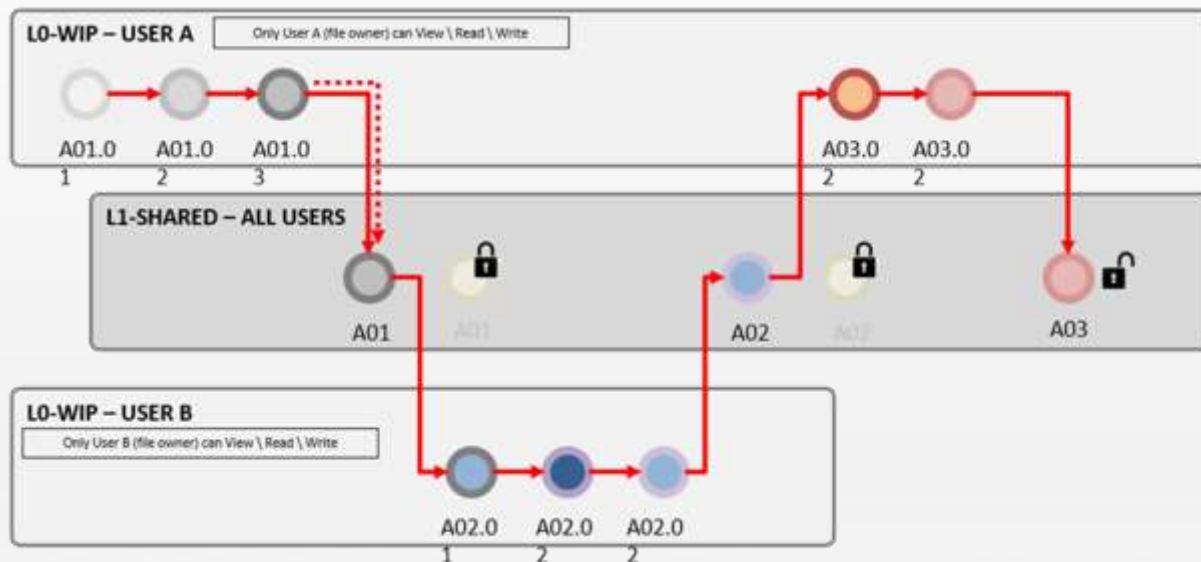 L0-WIP – USER A
Only User A (file owner) can View \ Read \ Write
A01.0
1
A01.0
2
A01.0
3
A03.0
2
A03.0
2
L1-SHARED – ALL USERS
A01
A01
A02
A02
A03
L0-WIP – USER B
Only User B (file owner) can View \ Read \ Write
A02.0
1
A02.0
2
A02.0
2